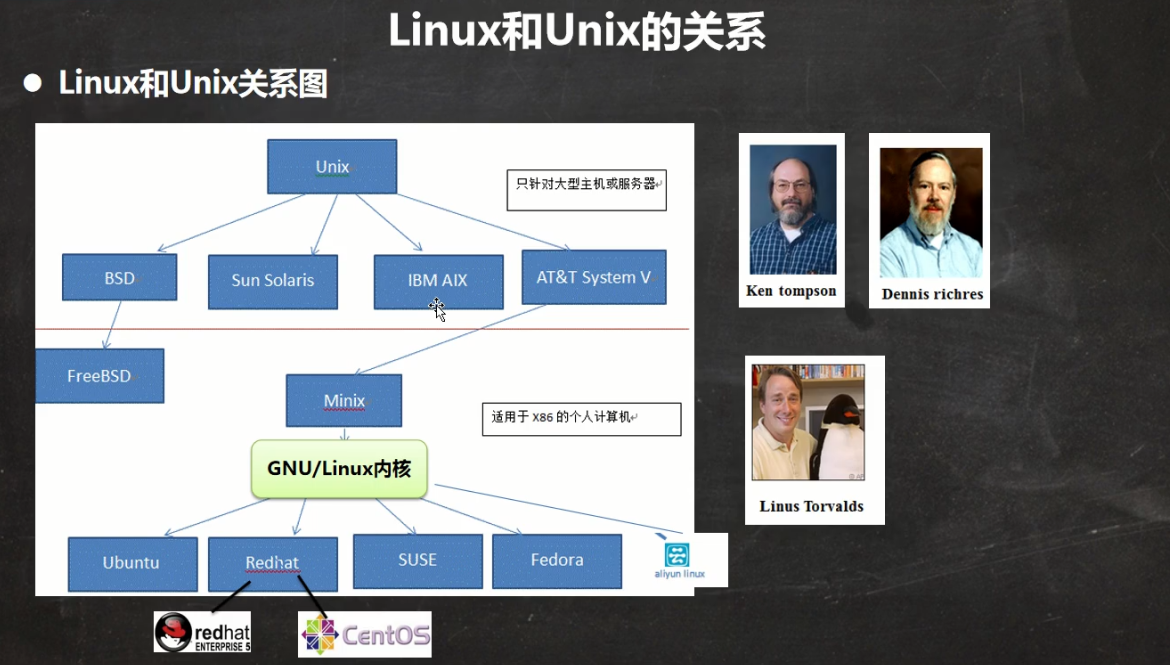 Linux和Unix的关系
● Linux和Unix关系图
Unix
只针对大型主机或服务器
BSD
Sun Solaris
IBM AIX
AT&T System V
FreeBSD
Minix
适用于 X86 的个人计算机
GNU/Linux内核
Ubuntu
Redhat
SUSE
Fedora
aliyun linux
redhat
ENTERPRISE 5
CentOS
Ken tompson
Dennis richres
Linus Torvalds